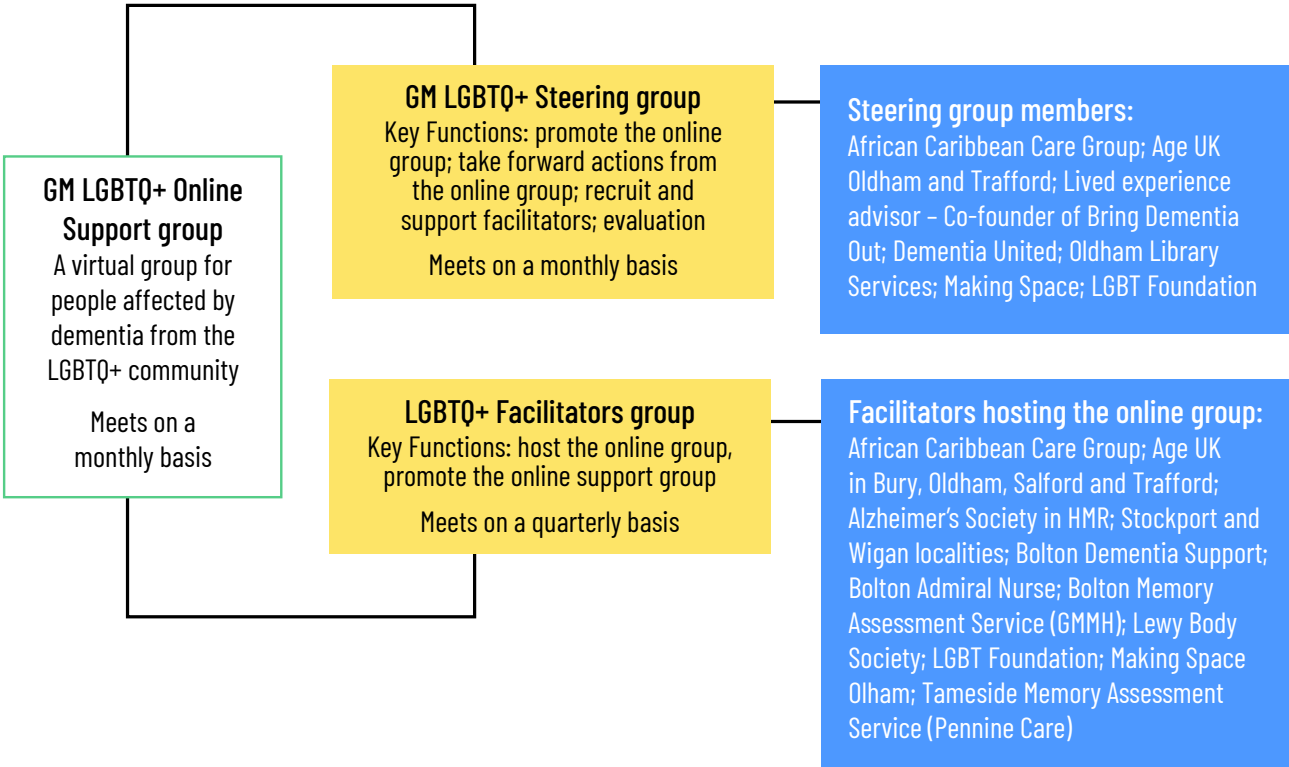 GM LGBTQ+ Online
Support group
A virtual group for
people affected by
dementia from the
LGBTQ+ community
Meets on a
monthly basis
GM LGBTQ+ Steering group
Key Functions: promote the online
group; take forward actions from
the online group; recruit and
support facilitators; evaluation
Meets on a monthly basis
Steering group members:
African Caribbean Care Group; Age UK
Oldham and Trafford; Lived experience
advisor – Co-founder of Bring Dementia
Out; Dementia United; Oldham Library
Services; Making Space; LGBT Foundation
LGBTQ+ Facilitators group
Key Functions: host the online group,
promote the online support group
Meets on a quarterly basis
Facilitators hosting the online group:
African Caribbean Care Group; Age UK
in Bury, Oldham, Salford and Trafford;
Alzheimer’s Society in HMR; Stockport and
Wigan localities; Bolton Dementia Support;
Bolton Admiral Nurse; Bolton Memory
Assessment Service (GMMH); Lewy Body
Society; LGBT Foundation; Making Space
Olham; Tameside Memory Assessment
Service (Pennine Care)